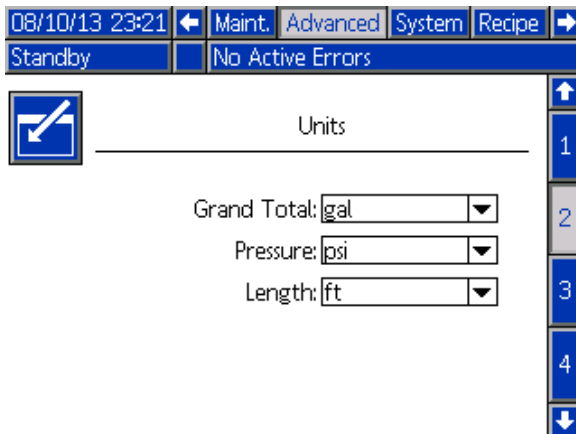 08/10/13 23:21 Maint. Advanced System Recipe
Standby No Active Errors
Units
1
Grand Total: gal
2
Pressure: psi
Length: ft
3
4